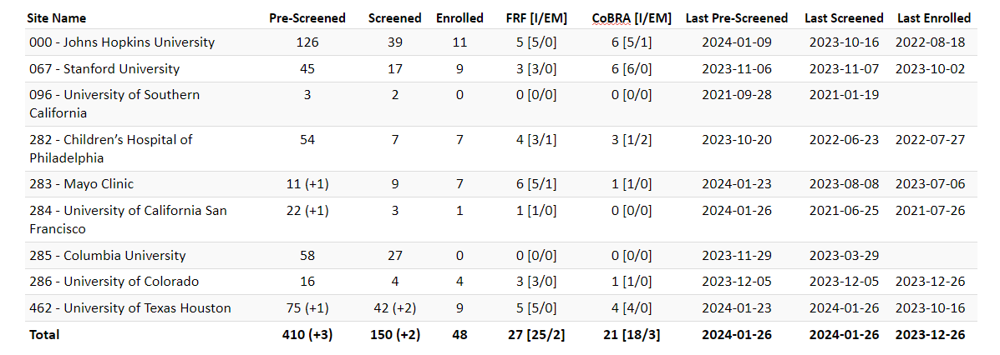 Site Name Pre-Screened Screened Enrolled FRF [I/EM] CoBRA [I/EM] Last Pre-Screened Last Screened Last Enrolled
000 - Johns Hopkins University 126 39 11 5 [5/0] 6 [5/1] 2024-01-09 2023-10-16 2022-08-18
067 - Stanford University 45 17 9 3 [3/0] 6 [6/0] 2023-11-06 2023-11-07 2023-10-02
096 - University of Southern 3 2 0 0 [0/0] 0 [0/0] 2021-09-28 2021-01-19
California
282 - Children’s Hospital of 54 7 7 4 [3/1] 3 [1/2] 2023-10-20 2022-06-23 2022-07-27
Philadelphia
283 - Mayo Clinic 11 (+1) 9 7 6 [5/1] 1 [1/0] 2024-01-23 2023-08-08 2023-07-06
284 - University of California San 22 (+1) 3 1 1 [1/0] 0 [0/0] 2024-01-26 2021-06-25 2021-07-26
Francisco
285 - Columbia University 58 27 0 0 [0/0] 0 [0/0] 2023-11-29 2023-03-29
286 - University of Colorado 16 4 4 3 [3/0] 1 [1/0] 2023-12-05 2023-12-05 2023-12-26
462 - University of Texas Houston 75 (+1) 42 (+2) 9 5 [5/0] 4 [4/0] 2024-01-23 2024-01-26 2023-10-16
Total 410 (+3) 150 (+2) 48 27 [25/2] 21 [18/3] 2024-01-26 2024-01-26 2023-12-26